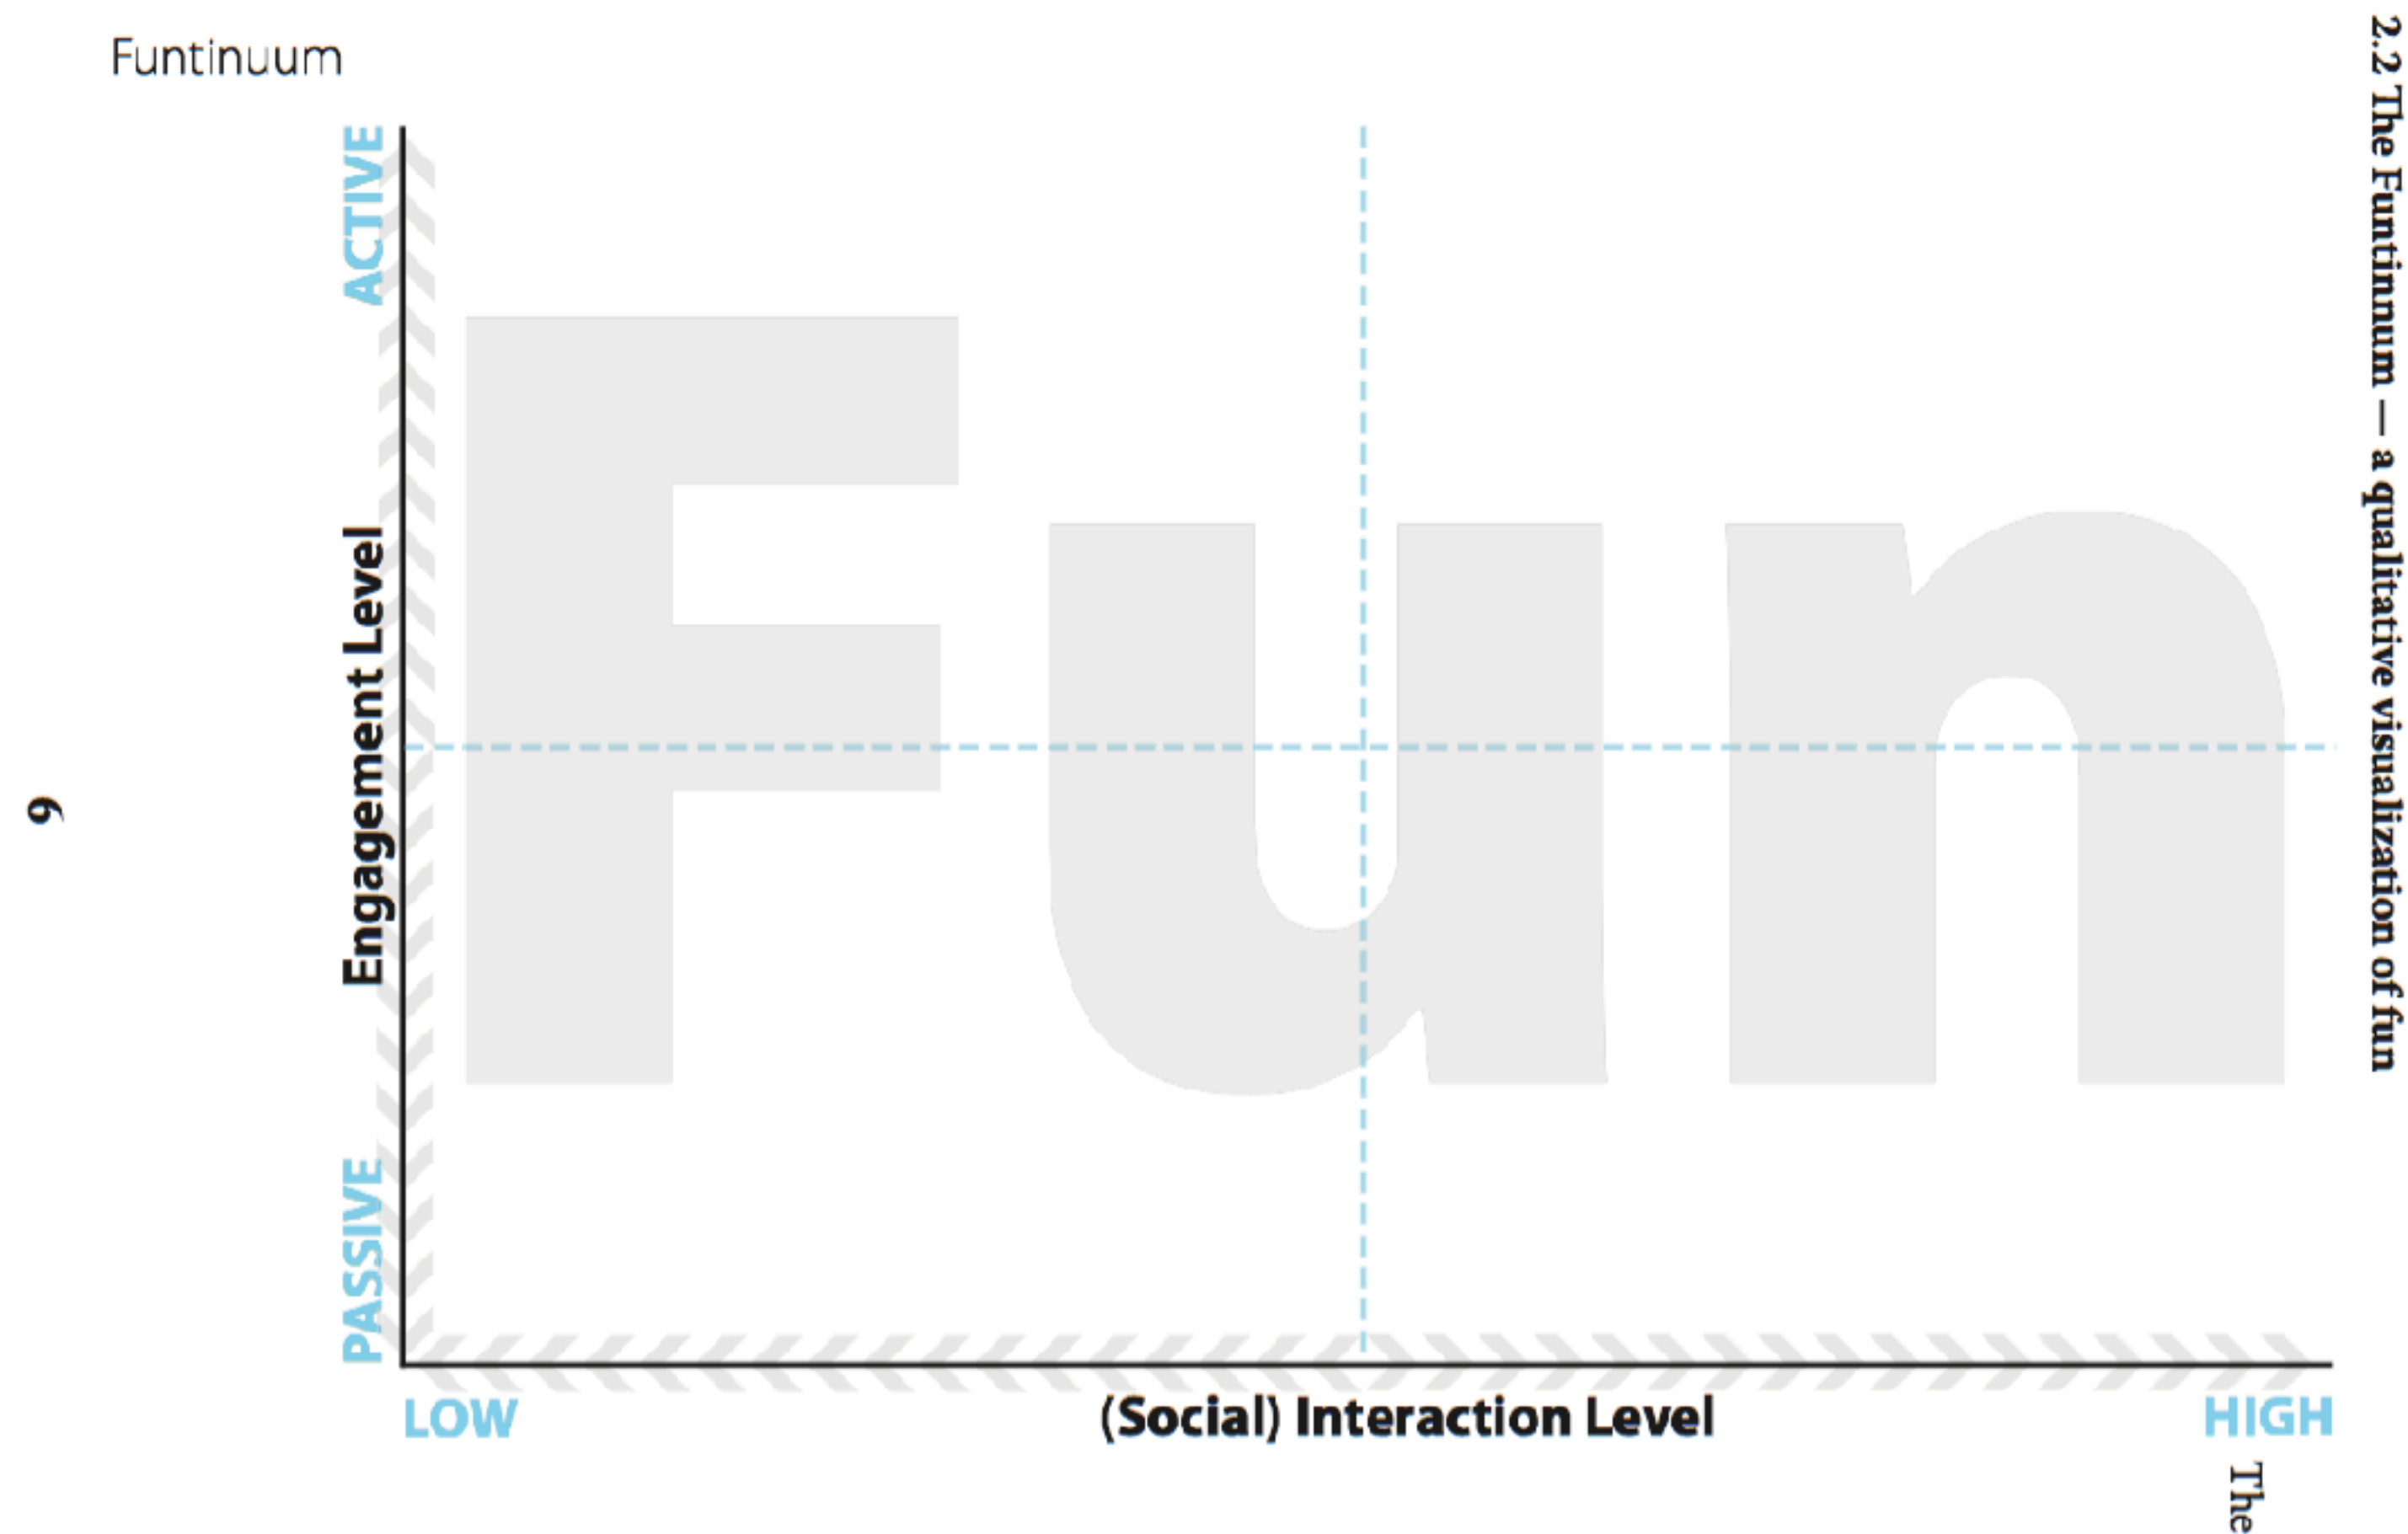 2.2 The Funtinuum — a qualitative visualization of fun
Funtinuum
ACTIVE
Engagement Level
PASSIVE
Fun
LOW
(Social) Interaction Level
HIGH
The
9